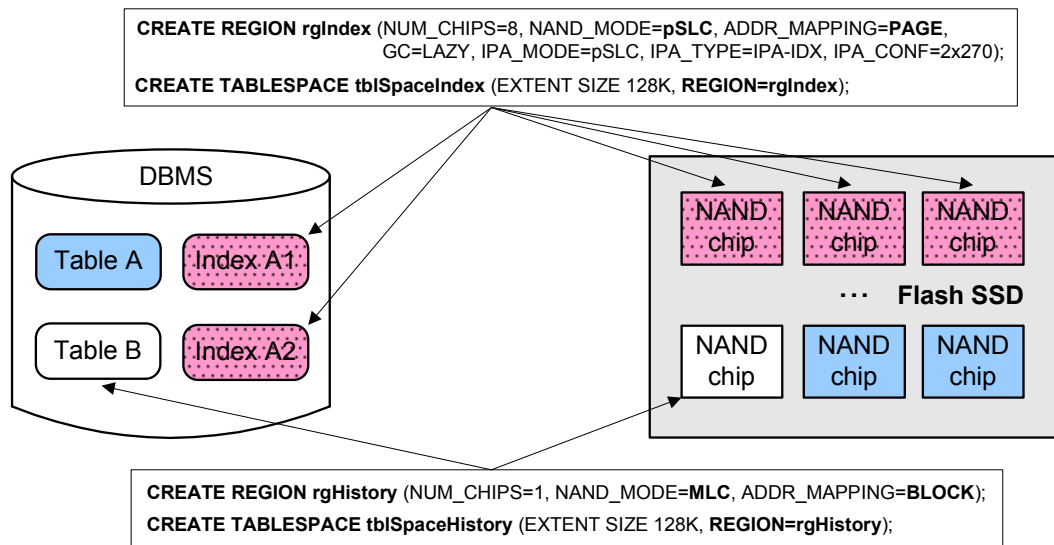 CREATE REGION rgIndex (NUM_CHIPS=8, NAND_MODE=pSLC, ADDR_MAPPING=PAGE,
GC=LAZY, IPA_MODE=pSLC, IPA_TYPE=IPA-IDX, IPA_CONF=2x270);
CREATE TABLESPACE tblSpaceIndex (EXTENT SIZE 128K, REGION=rgIndex);
DBMS
Table A
Index A1
Table B
Index A2
NAND
chip
NAND
chip
NAND
chip
... Flash SSD
NAND
chip
NAND
chip
NAND
chip
CREATE REGION rgHistory (NUM_CHIPS=1, NAND_MODE=MLC, ADDR_MAPPING=BLOCK);
CREATE TABLESPACE tblSpaceHistory (EXTENT SIZE 128K, REGION=rgHistory);